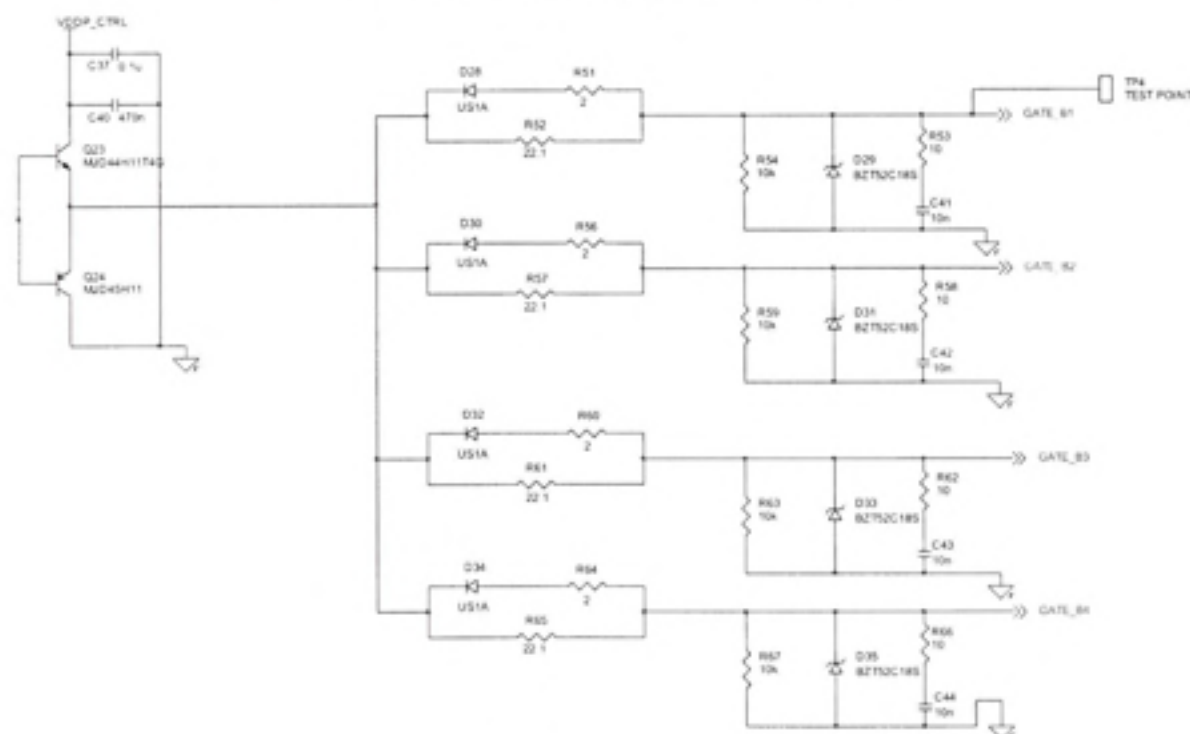 VDDP_CTRL
C37 0.1u
C40 470n
Q23
MJD44H11T4G
Q24
MJD45H11
D28
US1A
R51
2
R52
22.1
R54
10k
D29
BZT52C18S
R53
10
C41
10n
GATE_B1
TP4
TEST POINT
D30
US1A
R56
2
R57
22.1
R59
10k
D31
BZT52C18S
R58
10
C42
10n
GATE_B2
D32
US1A
R60
2
R61
22.1
R63
10k
D33
BZT52C18S
R62
10
C43
10n
GATE_B3
D34
US1A
R64
2
R65
22.1
R67
10k
D35
BZT52C18S
R66
10
C44
10n
GATE_B4